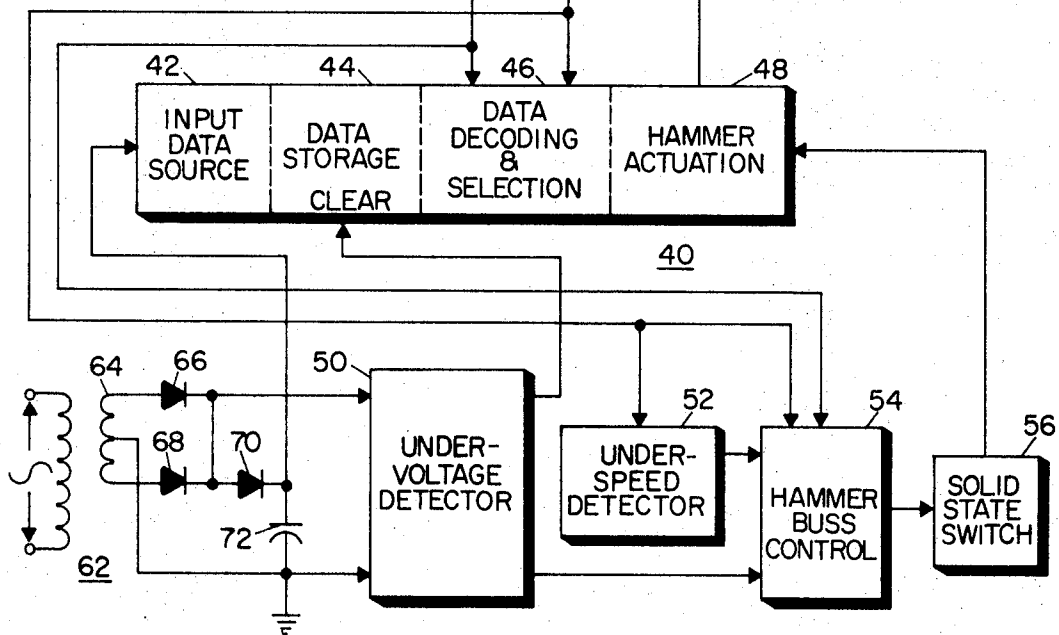 42
44
46
48
INPUT
DATA
SOURCE
DATA
STORAGE
CLEAR
DATA
DECODING
&
SELECTION
HAMMER
ACTUATION
40
64
66
68
70
72
62
50
UNDER-
VOLTAGE
DETECTOR
52
UNDER-
SPEED
DETECTOR
54
HAMMER
BUSS
CONTROL
56
SOLID
STATE
SWITCH